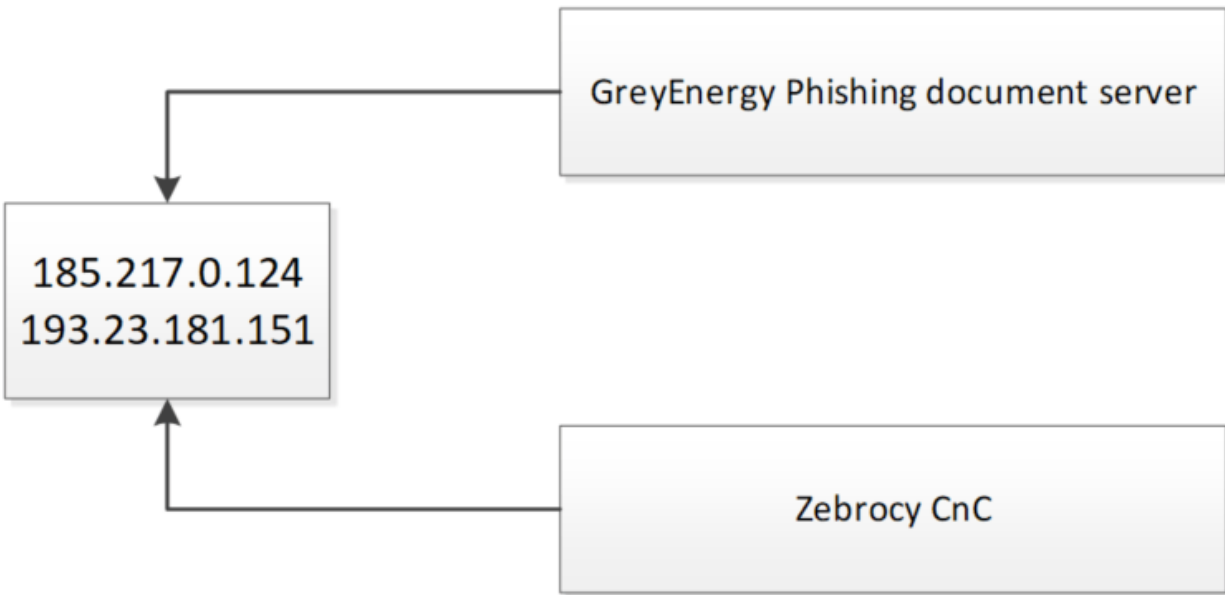 GreyEnergy Phishing document server
185.217.0.124
193.23.181.151
Zebrocy CnC